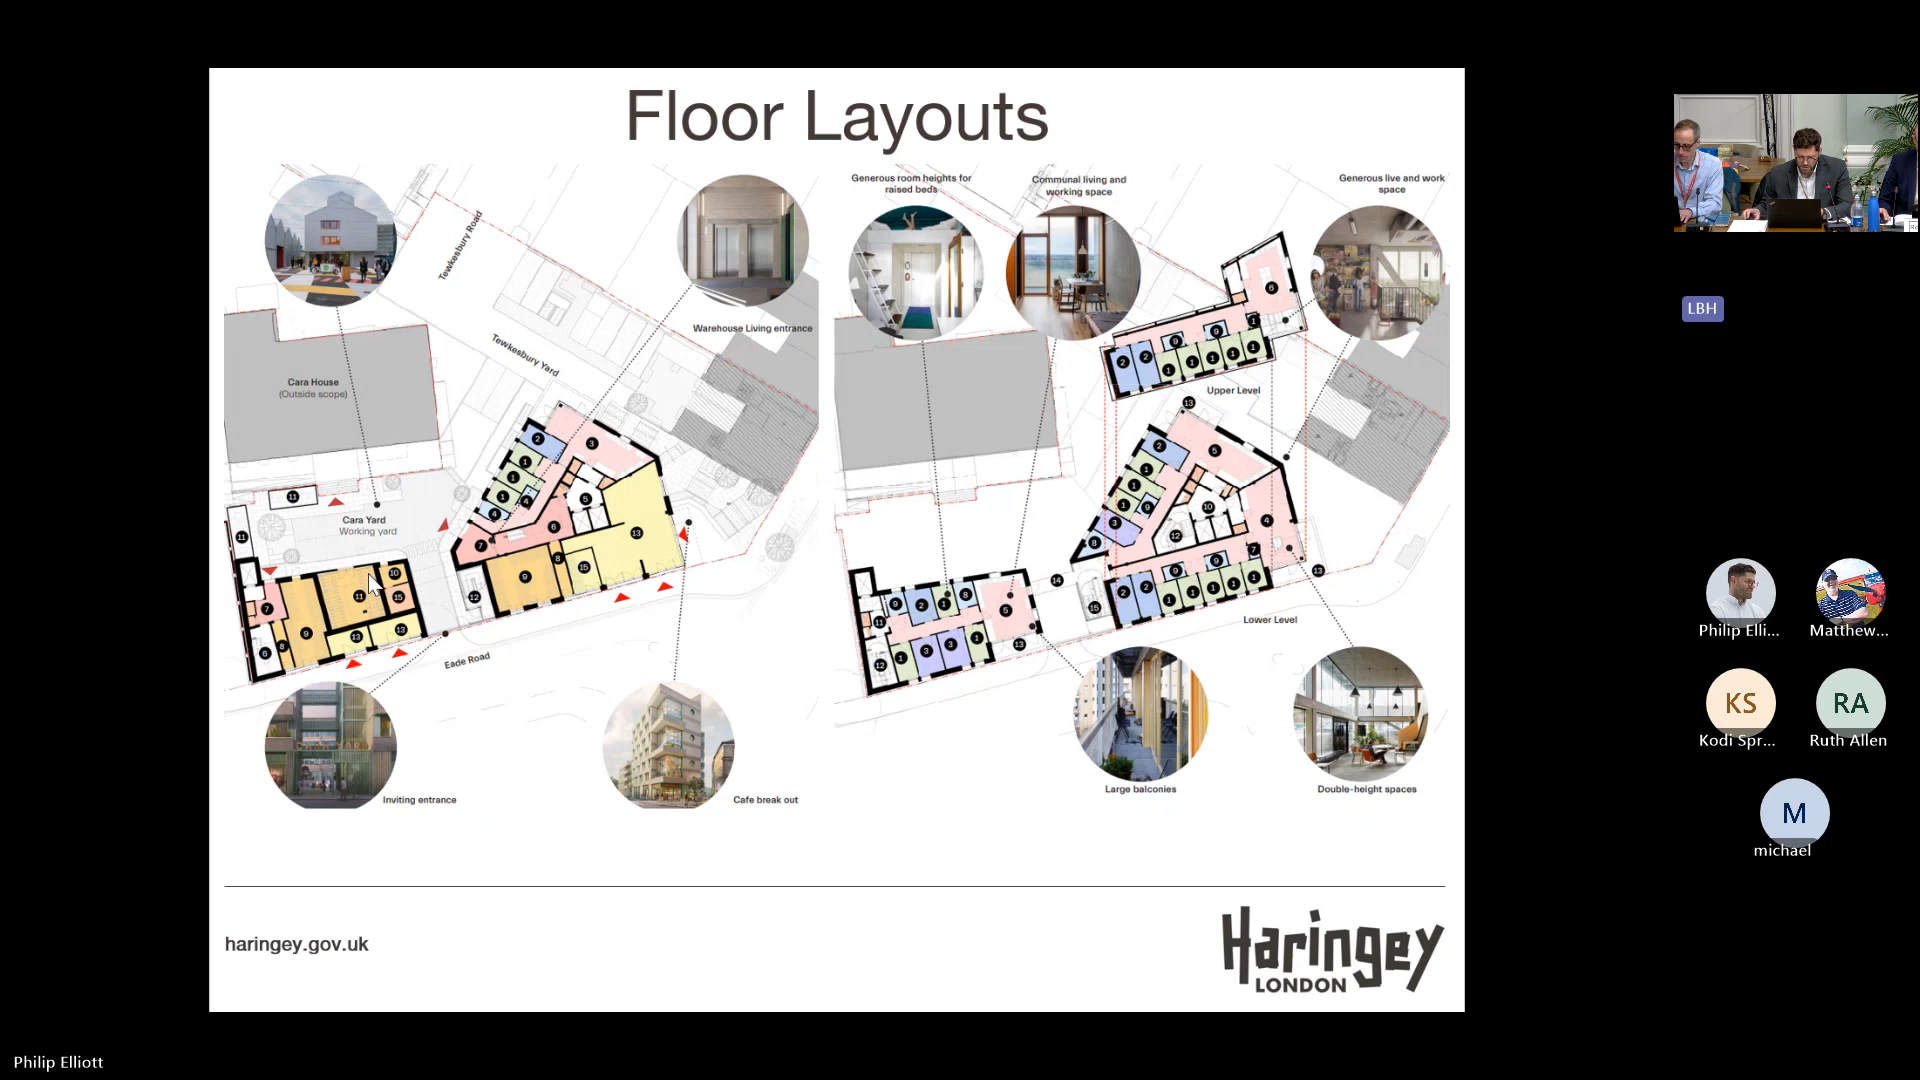 Floor Layouts
Tewkesbury Road
Warehouse Living entrance
Tewkesbury Yard
Cara House
(Outside scope)
Cara Yard
Working yard
Eade Road
Inviting entrance
Cafe break out
Generous room heights for
raised beds
Communal living and
working space
Generous live and work
space
Upper Level
Lower Level
Large balconies
Double-height spaces
haringey.gov.uk
Haringey
LONDON
LBH
Philip Elli...
Matthew...
KS
Kodi Spr...
RA
Ruth Allen
M
michael
Philip Elliott